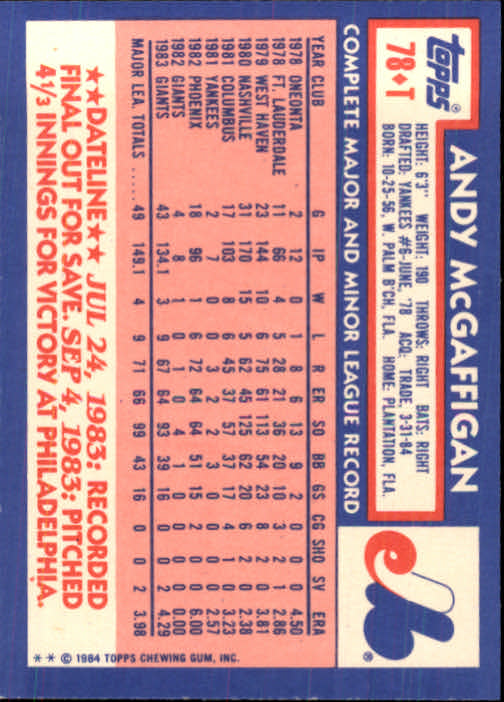 topps®
78♦T
ANDY McGAFFIGAN
HEIGHT: 6'3" WEIGHT: 190 THROWS: RIGHT BATS: RIGHT
DRAFTED: YANKEES #6-JUNE, '78 ACQ: TRADE, 3-31-84
BORN: 10-25-56, W. PALM B'CH, FLA. HOME: PLANTATION, FLA.
COMPLETE MAJOR AND MINOR LEAGUE RECORD
YEAR CLUB G IP W L R ER SO BB GS CG SHO SV ERA
1978 ONEONTA 2 12 0 1 8 6 13 9 2 0 0 0 4.50
1978 FT. LAUDERDALE 11 66 4 5 28 21 36 20 10 3 2 1 2.86
1979 WEST HAVEN 23 144 10 6 75 61 113 54 23 8 2 0 3.81
1980 NASHVILLE 31 170 15 5 62 45 125 62 20 6 2 0 2.38
1981 COLUMBUS 17 103 8 6 45 37 57 20 17 4 1 0 3.23
1981 YANKEES 2 7 0 0 3 2 2 3 0 0 0 0 2.57
1982 PHOENIX 18 96 1 6 72 64 64 51 15 2 0 0 6.00
1982 GIANTS 4 8 1 0 1 0 4 1 0 0 0 0 0.00
1983 GIANTS 43 134.1 3 9 67 64 93 39 16 0 0 2 4.29
MAJOR LEA. TOTALS ..... 49 149.1 4 9 71 66 99 43 16 0 0 2 3.98
★★DATELINE★★ JUL 24, 1983: RECORDED
FINAL OUT FOR SAVE. SEP 4, 1983: PITCHED
4 1/3 INNINGS FOR VICTORY AT PHILADELPHIA.
** © 1984 TOPPS CHEWING GUM, INC.